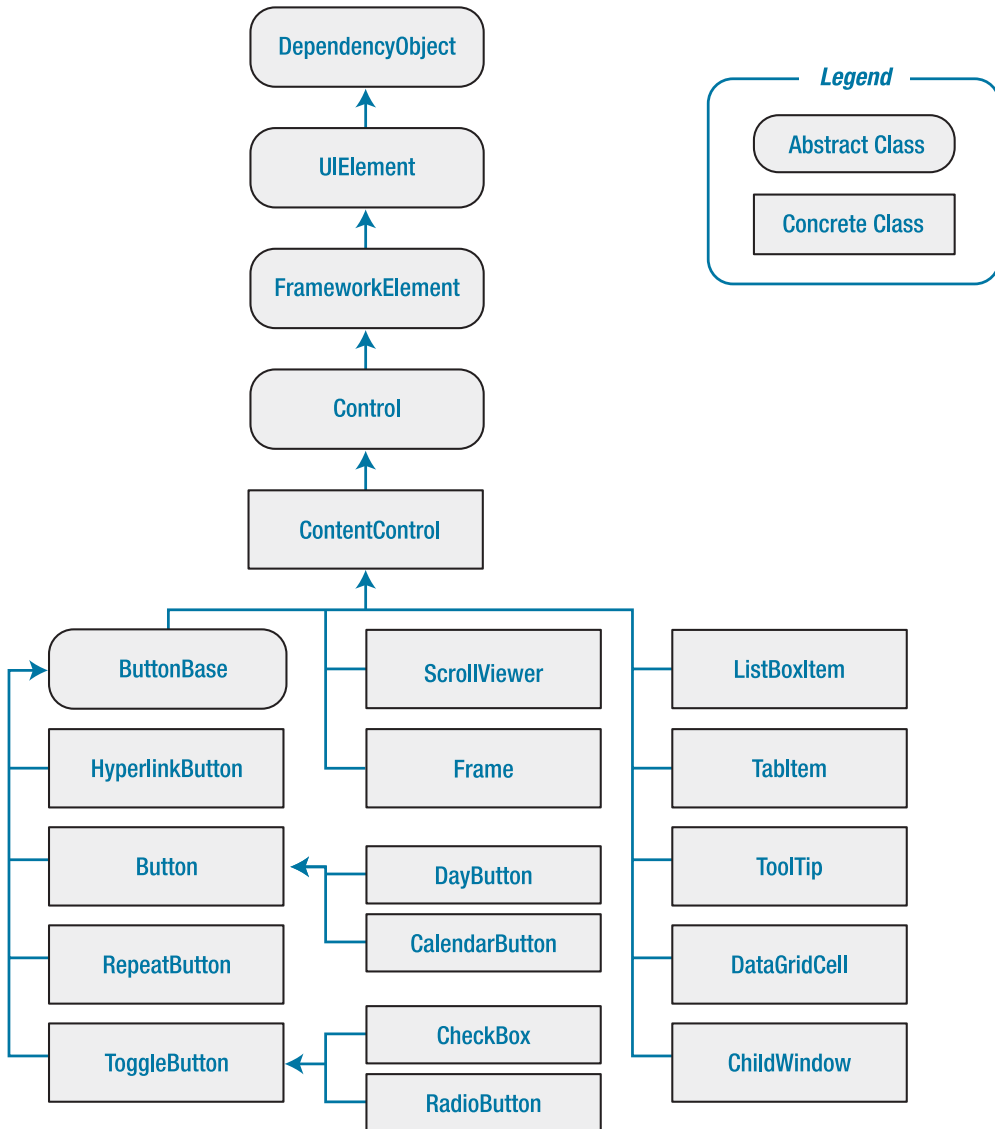 DependencyObject
Legend
Abstract Class
UIElement
Concrete Class
FrameworkElement
Control
ContentControl
ButtonBase
ScrollViewer
ListBoxItem
HyperlinkButton
Frame
TabItem
Button
DayButton
ToolTip
CalendarButton
RepeatButton
DataGridCell
CheckBox
ToggleButton
ChildWindow
RadioButton